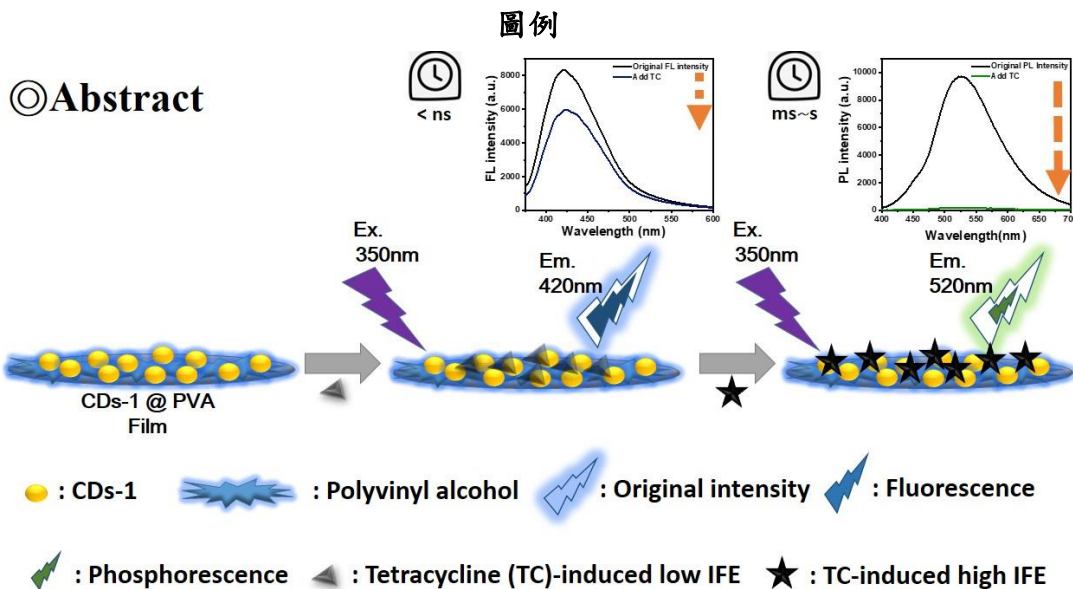 圖例
◎Abstract
< ns
FL intensity (a.u.)
8000
6000
4000
2000
0
Original FL intensity
Add TC
400 450 500 550 600
Wavelength (nm)
ms~s
PL intensity (a.u.)
10000
8000
6000
4000
2000
0
Original PL Intensity
Add TC
400 450 500 550 600 650 700
Wavelength(nm)
Ex.
350nm
Em.
420nm
Ex.
350nm
Em.
520nm
CDs-1 @ PVA
Film
: CDs-1
: Polyvinyl alcohol
: Original intensity
: Fluorescence
: Phosphorescence
: Tetracycline (TC)-induced low IFE
: TC-induced high IFE